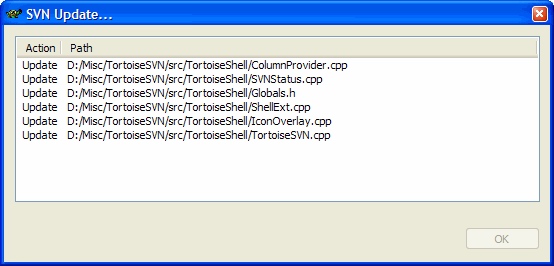 SVN Update...
Action Path
Update D:/Misc/TortoiseSVN/src/TortoiseShell/ColumnProvider.cpp
Update D:/Misc/TortoiseSVN/src/TortoiseShell/SVNStatus.cpp
Update D:/Misc/TortoiseSVN/src/TortoiseShell/Globals.h
Update D:/Misc/TortoiseSVN/src/TortoiseShell/ShellExt.cpp
Update D:/Misc/TortoiseSVN/src/TortoiseShell/IconOverlay.cpp
Update D:/Misc/TortoiseSVN/src/TortoiseShell/TortoiseSVN.cpp
OK